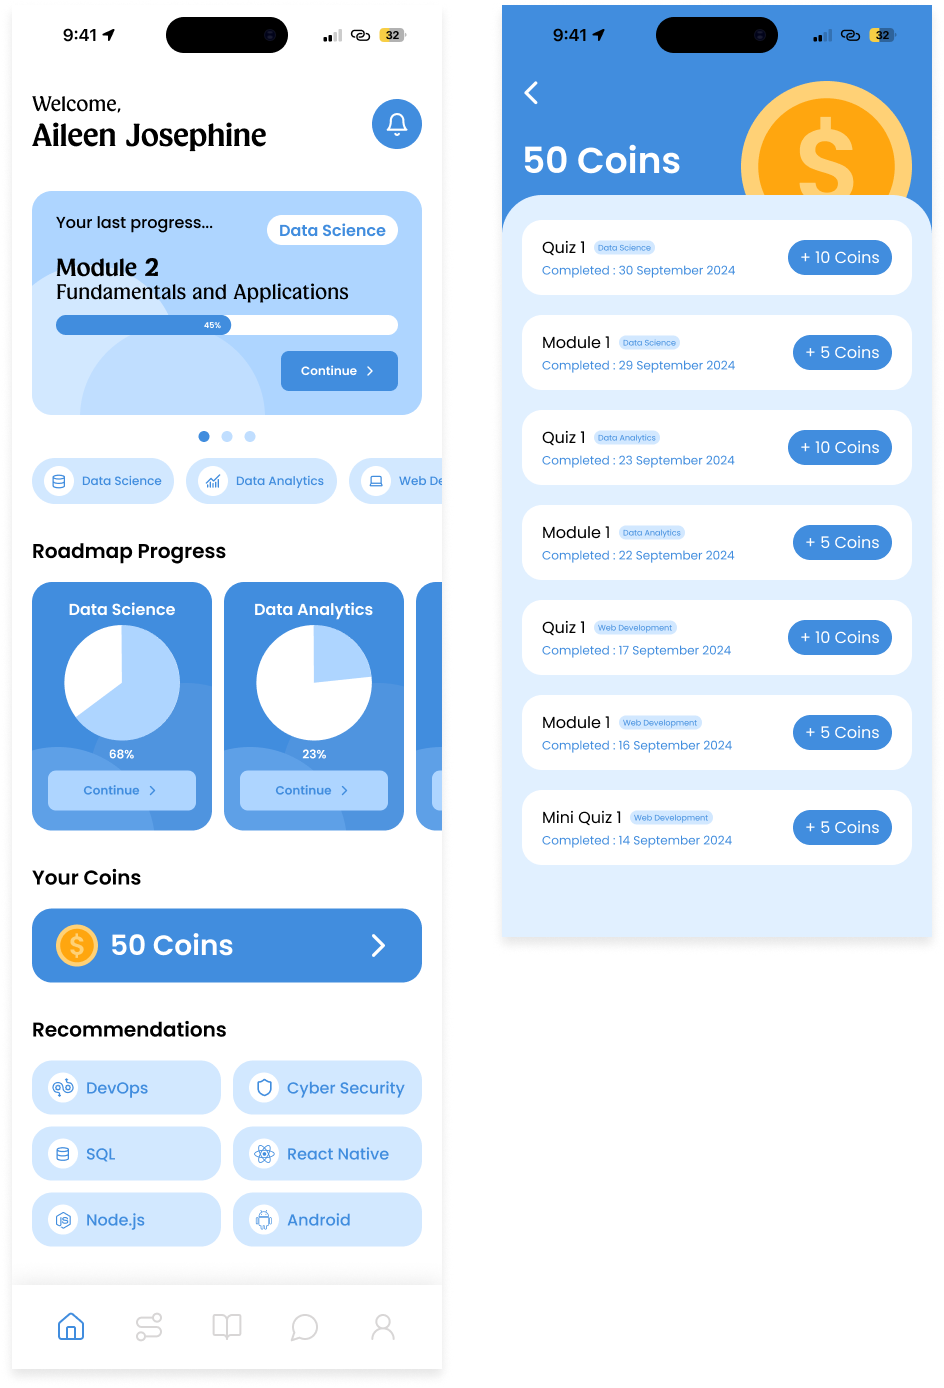 9:41
32
Welcome,
Aileen Josephine
Your last progress...
Data Science
Module 2
Fundamentals and Applications
45%
Continue
Data Science
Data Analytics
Web De
Roadmap Progress
Data Science
68%
Continue
Data Analytics
23%
Continue
Your Coins
$
50 Coins
Recommendations
DevOps
Cyber Security
SQL
React Native
JS
Node.js
Android
9:41
32
50 Coins
$
Quiz 1 Data Science
Completed : 30 September 2024
+ 10 Coins
Module 1 Data Science
Completed : 29 September 2024
+ 5 Coins
Quiz 1 Data Analytics
Completed : 23 September 2024
+ 10 Coins
Module 1 Data Analytics
Completed : 22 September 2024
+ 5 Coins
Quiz 1 Web Development
Completed : 17 September 2024
+ 10 Coins
Module 1 Web Development
Completed : 16 September 2024
+ 5 Coins
Mini Quiz 1 Web Development
Completed : 14 September 2024
+ 5 Coins